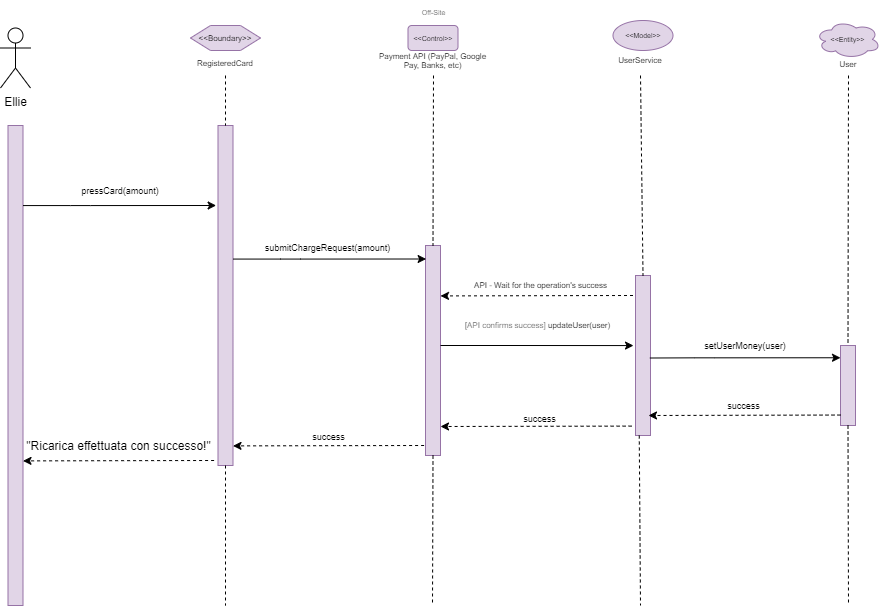 Off-Site
<<Boundary>>
<<Control>>
<<Model>>
<<Entity>>
RegisteredCard
Payment API (PayPal, Google
Pay, Banks, etc)
UserService
User
Ellie
pressCard(amount)
submitChargeRequest(amount)
API - Wait for the operation's success
[API confirms success] updateUser(user)
setUserMoney(user)
success
success
success
"Ricarica effettuata con successo!"